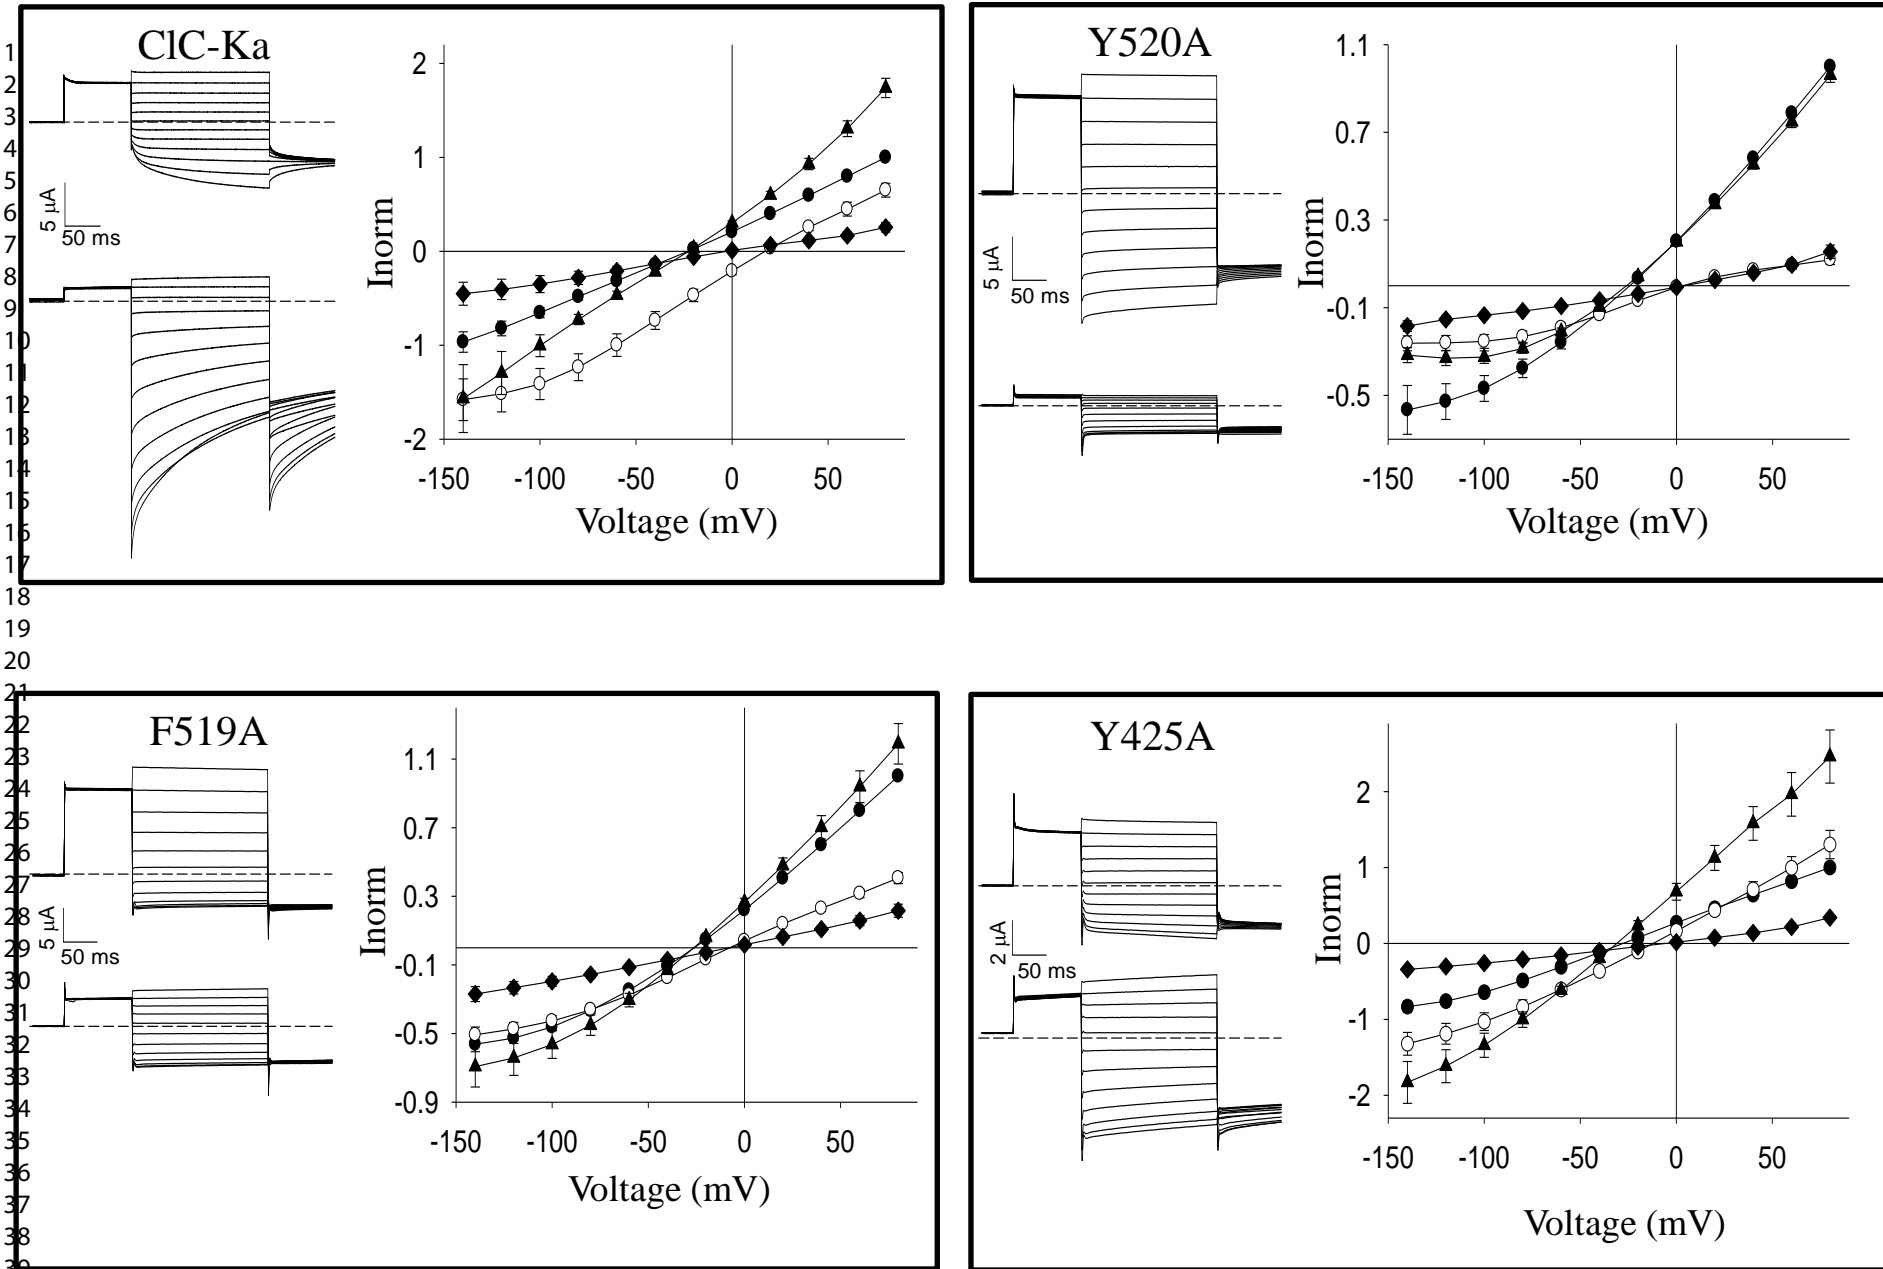 1
2
3
4
5
6
7
8
9
10
11
12
13
14
15
16
17
18
19
20
21
22
23
24
25
26
27
28
29
30
31
32
33
34
35
36
37
38
39
ClC-Ka
5 µA
50 ms
Inorm
2
1
0
-1
-2
-150 -100 -50 0 50
Voltage (mV)
Y520A
5 µA
50 ms
Inorm
1.1
0.7
0.3
-0.1
-0.5
-150 -100 -50 0 50
Voltage (mV)
F519A
5 µA
50 ms
Inorm
1.1
0.7
0.3
-0.1
-0.5
-0.9
-150 -100 -50 0 50
Voltage (mV)
Y425A
2 µA
50 ms
Inorm
2
1
0
-1
-2
-150 -100 -50 0 50
Voltage (mV)